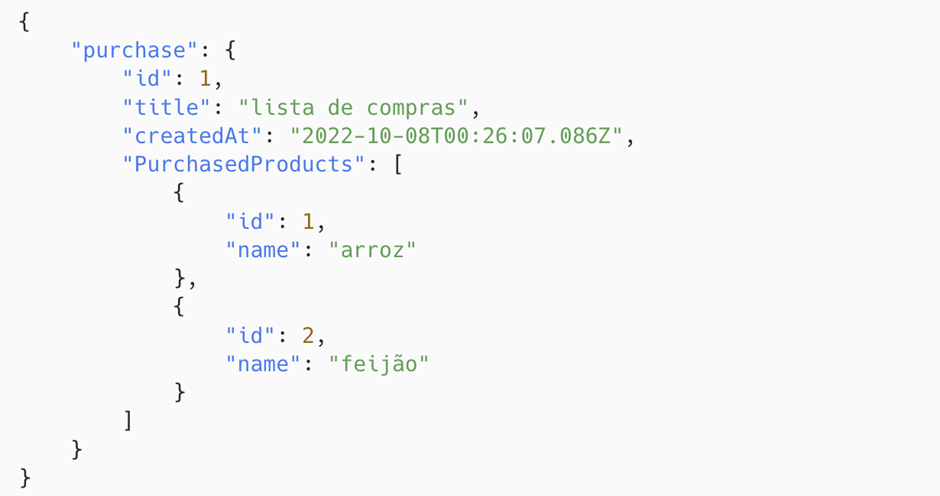 {
    "purchase": {
        "id": 1,
        "title": "lista de compras",
        "createdAt": "2022-10-08T00:26:07.086Z",
        "PurchasedProducts": [
            {
                "id": 1,
                "name": "arroz"
            },
            {
                "id": 2,
                "name": "feijão"
            }
        ]
    }
}